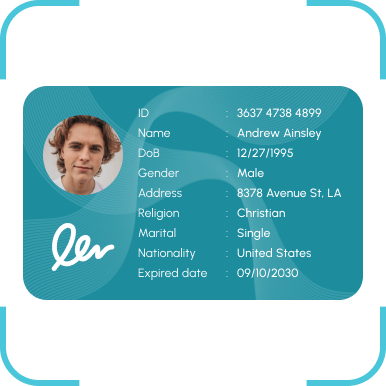 ID : 3637 4738 4899
Name : Andrew Ainsley
DoB : 12/27/1995
Gender : Male
Address : 8378 Avenue St, LA
Religion : Christian
Marital : Single
Nationality : United States
Expired date : 09/10/2030